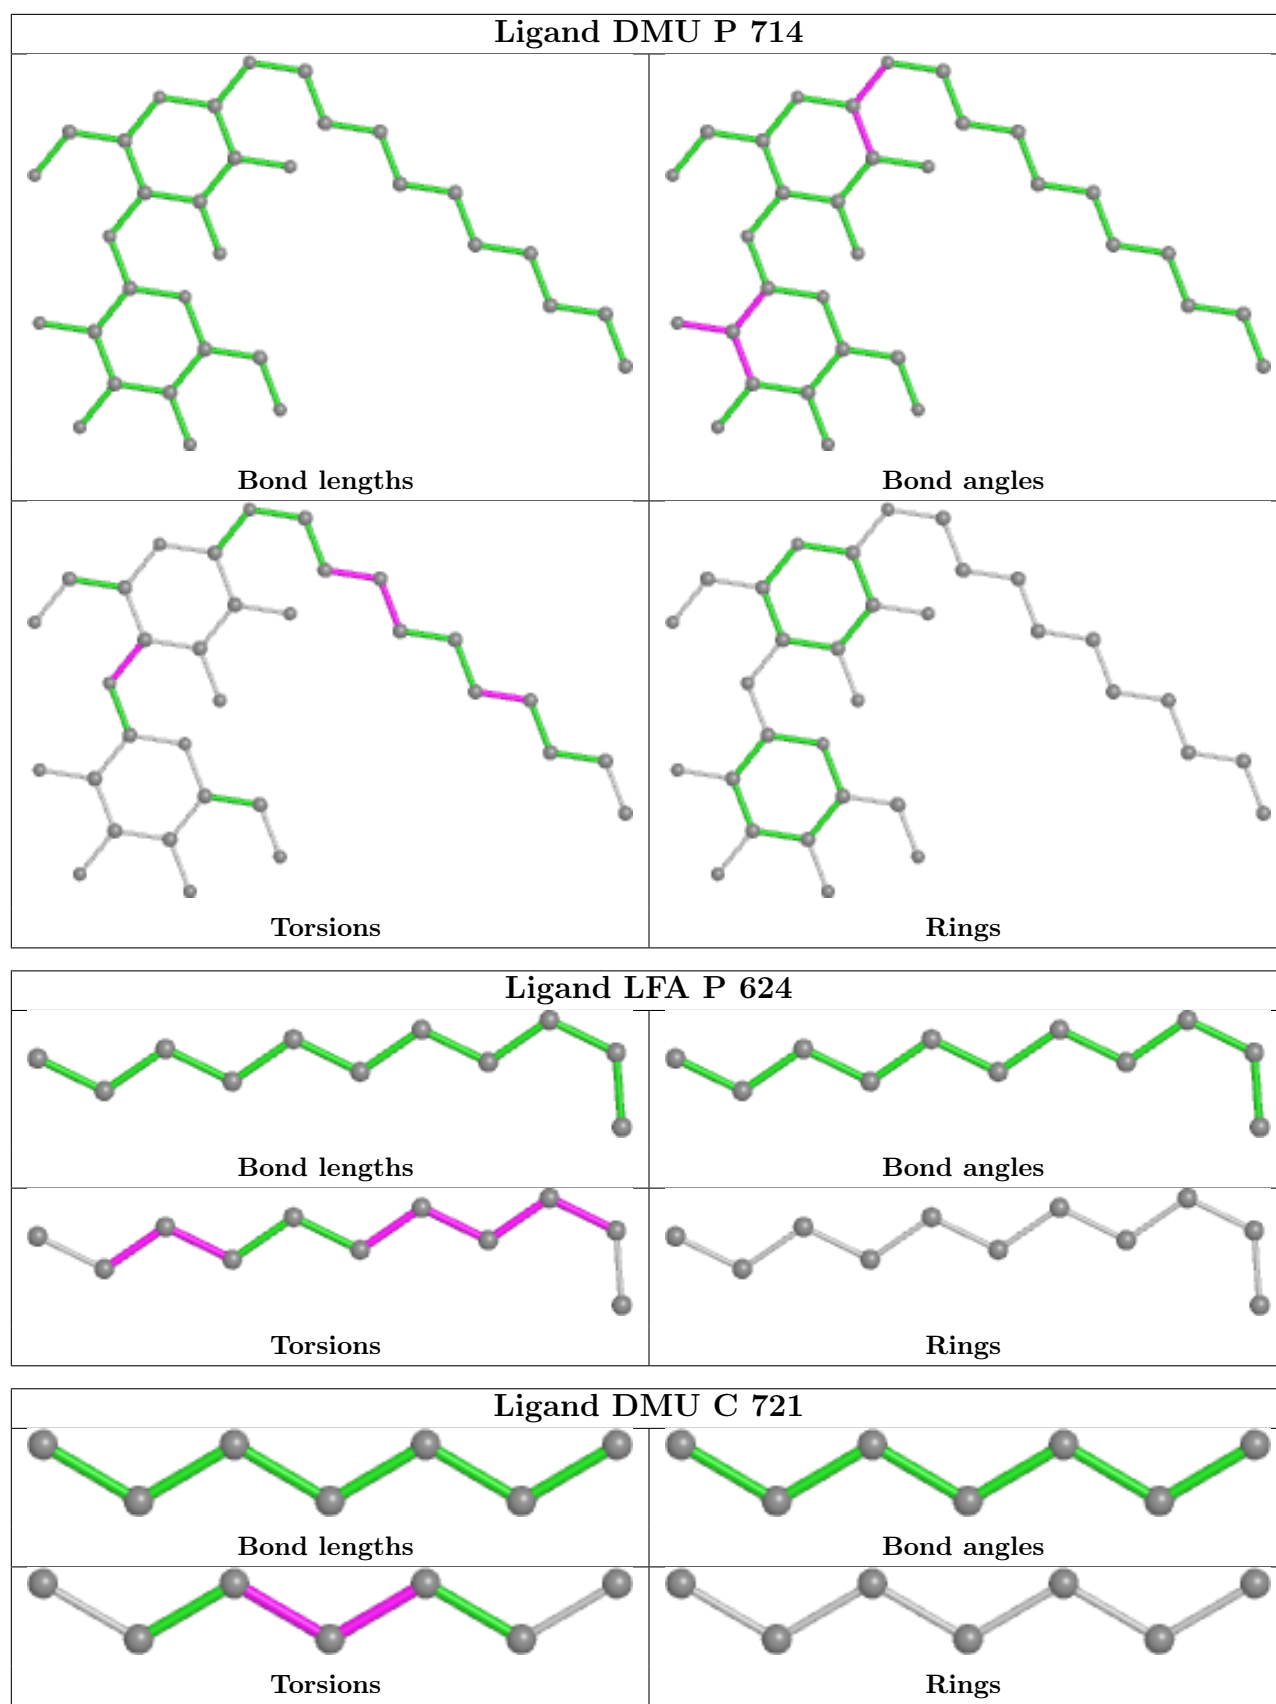 Ligand DMU P 714
Bond lengths
Bond angles
Torsions
Rings
Ligand LFA P 624
Bond lengths
Bond angles
Torsions
Rings
Ligand DMU C 721
Bond lengths
Bond angles
Torsions
Rings